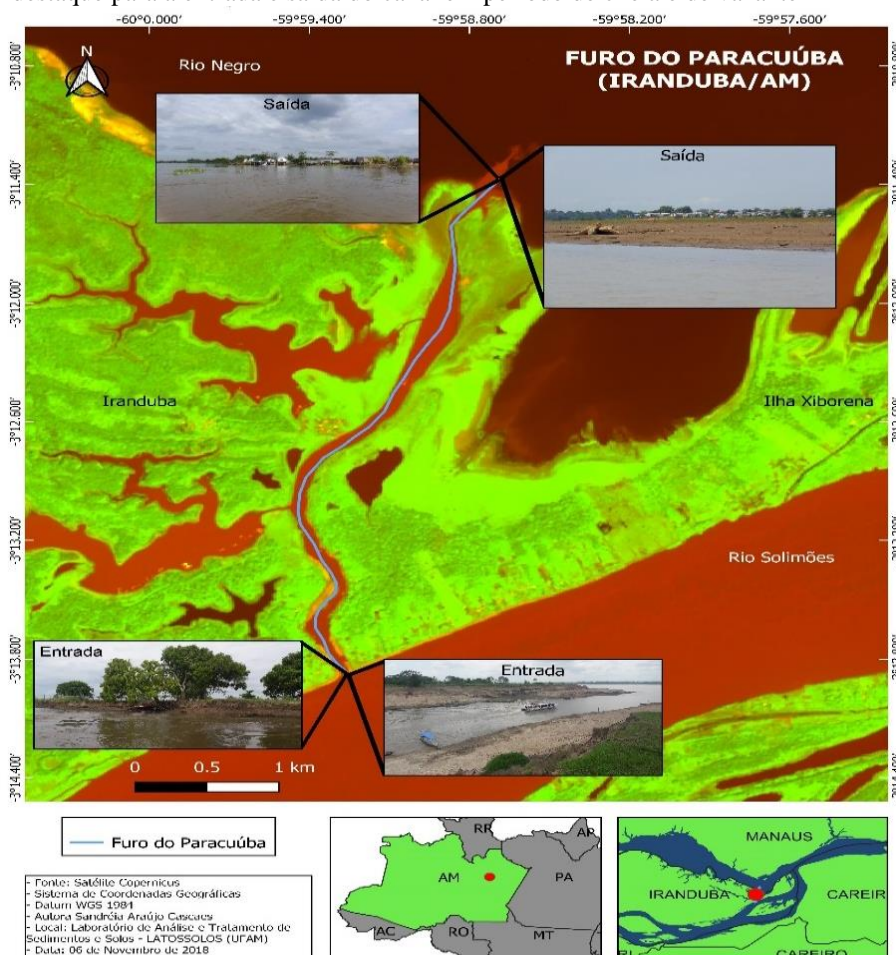 -60°0.000'
-59°59.400'
-59°58.800'
-59°58.200'
-59°57.600'
-3°10.800'
N
Rio Negro
FURO DO PARACUÚBA
(IRANDUBA/AM)
Saída
Saída
-3°11.400'
-3°12.000'
Iranduba
Ilha Xiborena
-3°12.600'
-3°13.200'
Rio Solimões
-3°13.800'
Entrada
Entrada
0 0.5 1 km
-3°14.400'
Furo do Paracuúba
- Fonte: Satélite Copernicus
- Sistema de Coordenadas Geográficas
- Datum WGS 1984
- Autora Sandréia Araújo Cascaes
- Local: Laboratório de Análise e Tratamento de
Sedimentos e Solos - LATOSSOLOS (UFAM)
- Data: 06 de Novembro de 2018
RR
AP
AM
PA
AC
RO
MT
MANAUS
IRANDUBA
CAREIR
CAREIRO